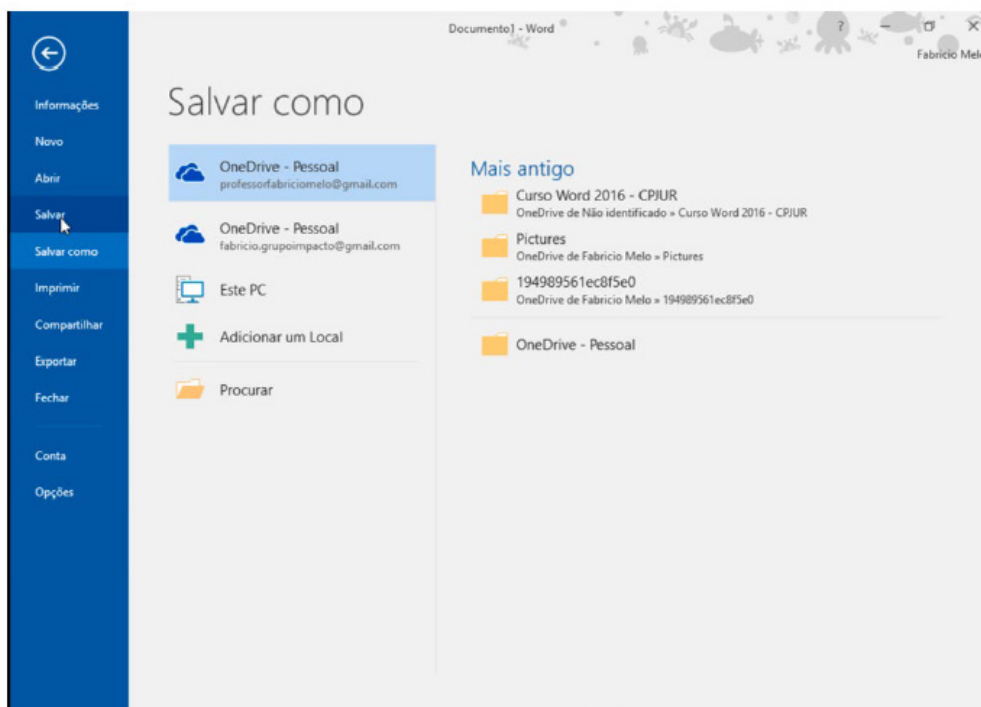 Documento1 - Word
?
Fabricio Melo
Informações
Novo
Abrir
Salvar
Salvar como
Imprimir
Compartilhar
Exportar
Fechar
Conta
Opções
Salvar como
OneDrive - Pessoal
professorfabriciomelo@gmail.com
OneDrive - Pessoal
fabricio.grupoimpacto@gmail.com
Este PC
Adicionar um Local
Procurar
Mais antigo
Curso Word 2016 - CPJUR
OneDrive de Não identificado » Curso Word 2016 - CPJUR
Pictures
OneDrive de Fabricio Melo » Pictures
194989561ec8f5e0
OneDrive de Fabricio Melo » 194989561ec8f5e0
OneDrive - Pessoal